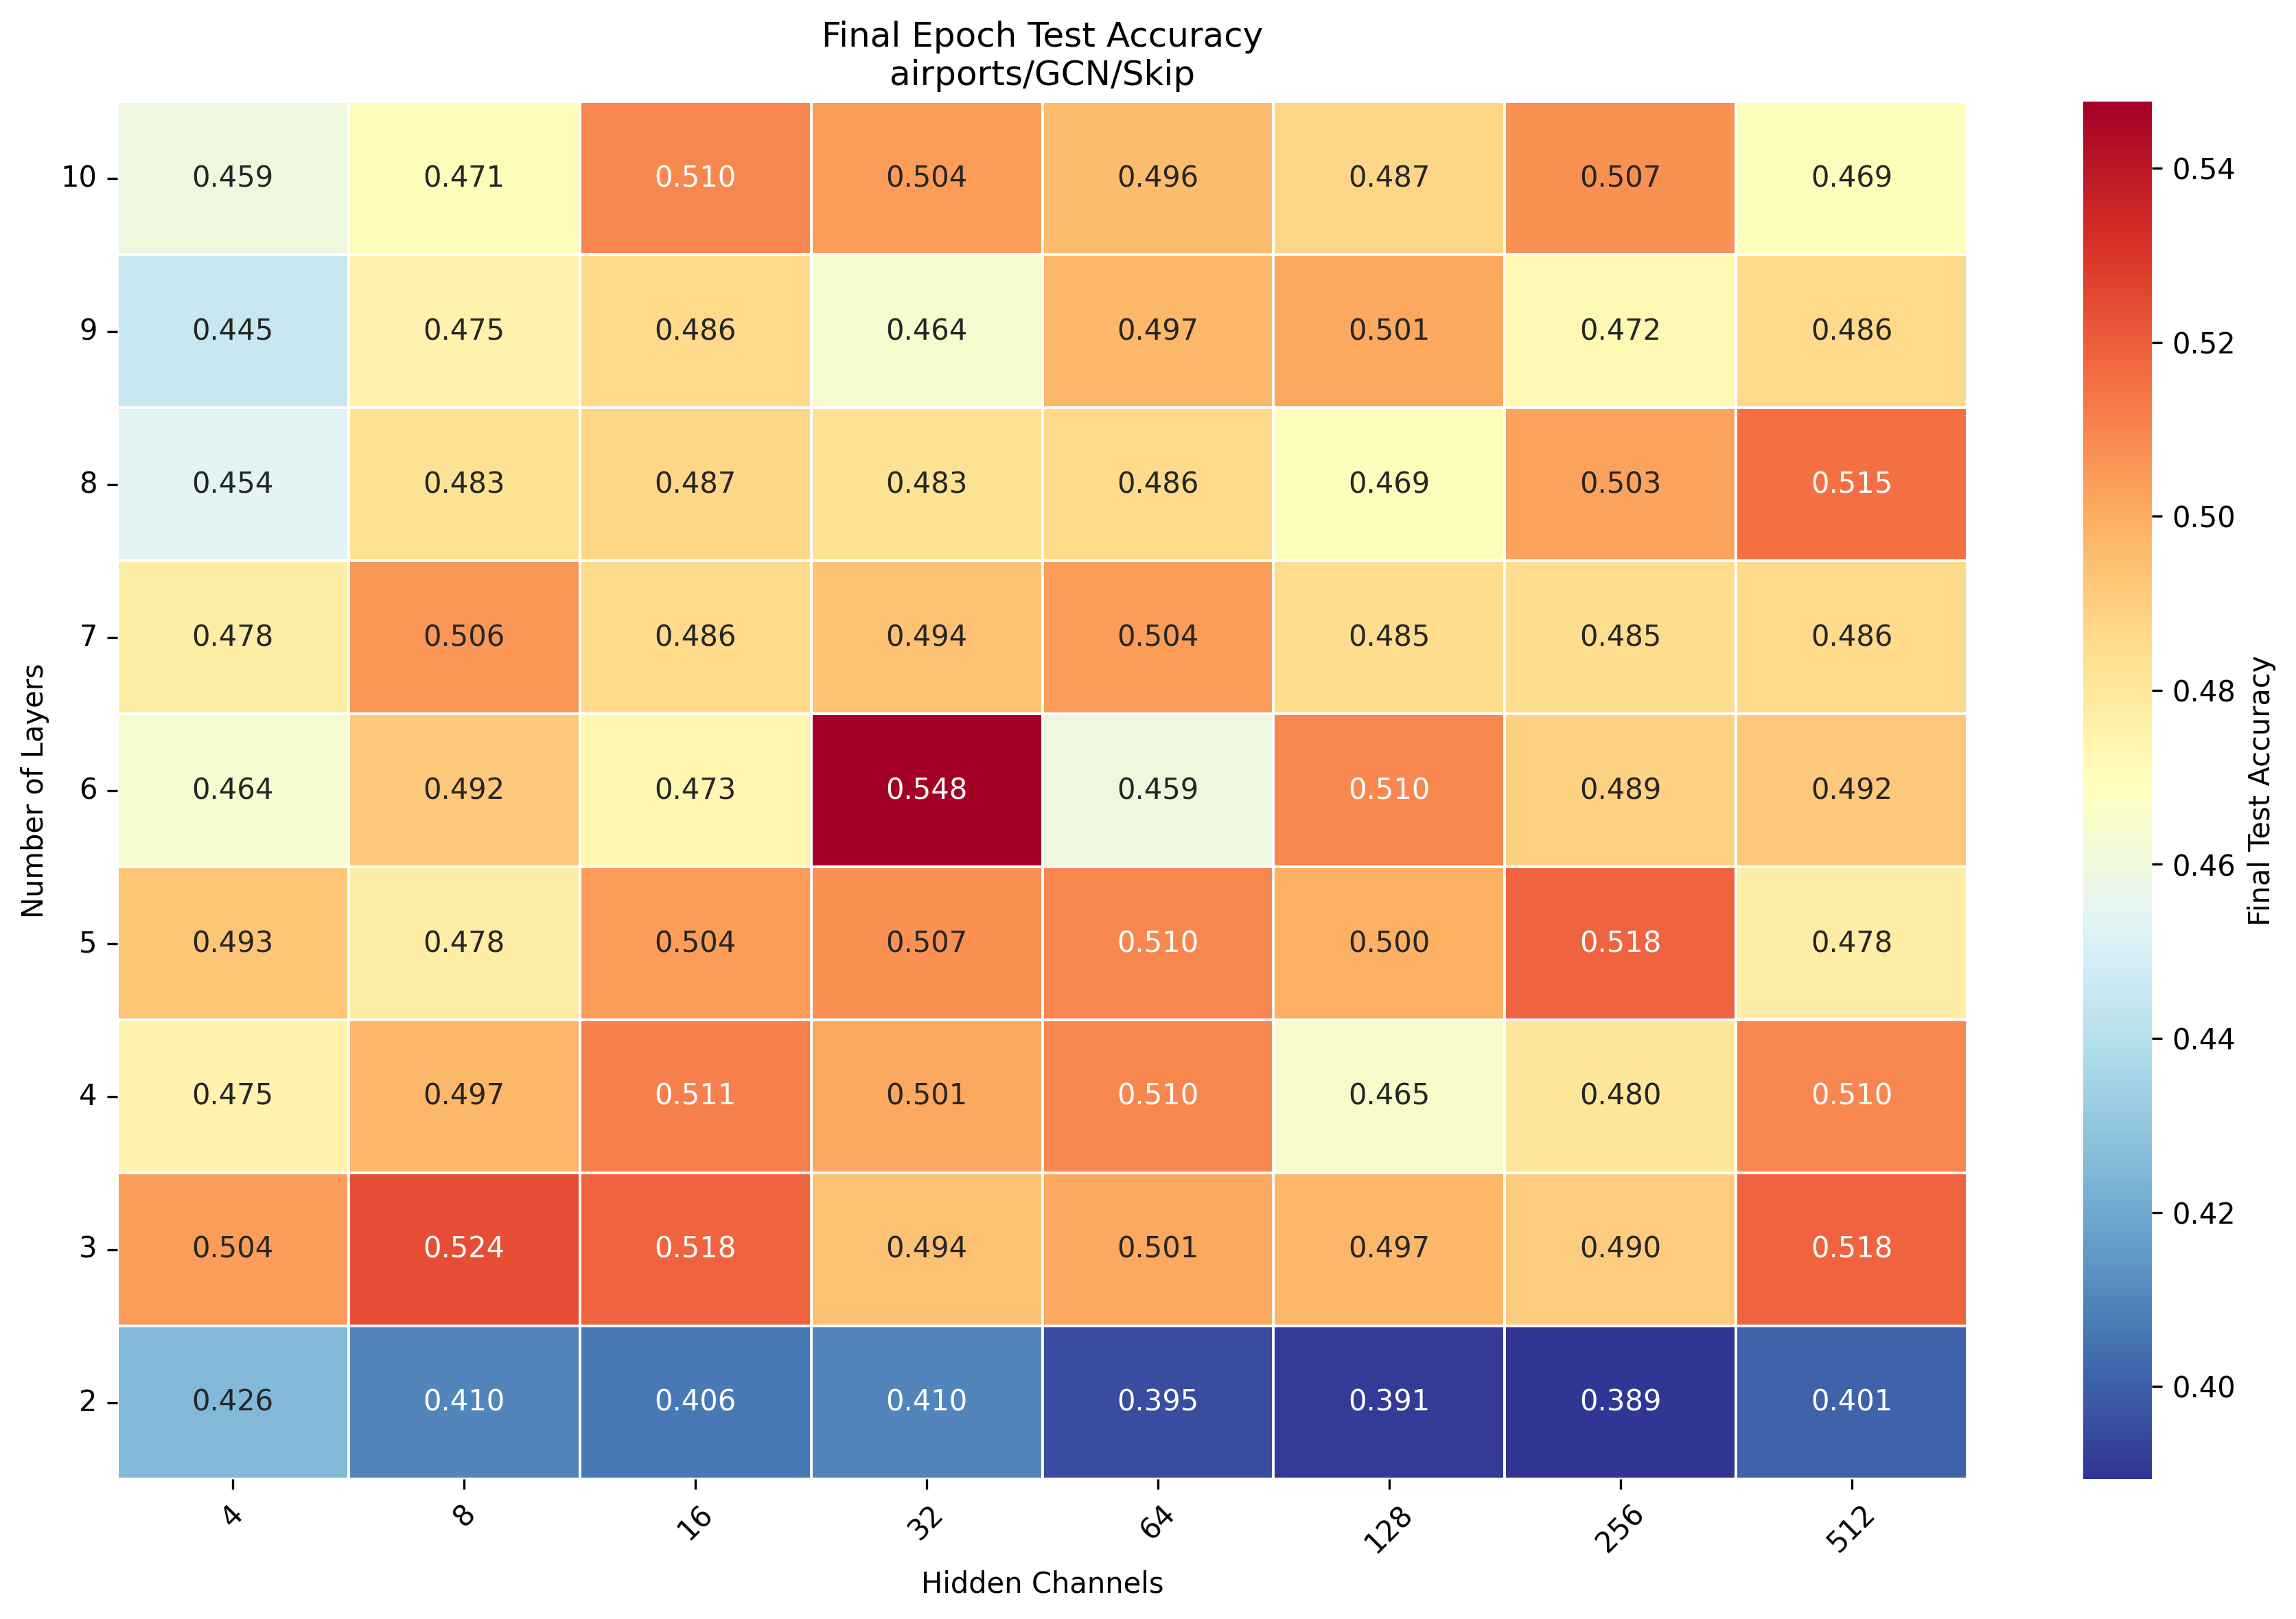 Final Epoch Test Accuracy
airports/GCN/Skip
10 0.459 0.471 0.510 0.504 0.496 0.487 0.507 0.469
9 0.445 0.475 0.486 0.464 0.497 0.501 0.472 0.486
8 0.454 0.483 0.487 0.483 0.486 0.469 0.503 0.515
7 0.478 0.506 0.486 0.494 0.504 0.485 0.485 0.486
6 0.464 0.492 0.473 0.548 0.459 0.510 0.489 0.492
5 0.493 0.478 0.504 0.507 0.510 0.500 0.518 0.478
4 0.475 0.497 0.511 0.501 0.510 0.465 0.480 0.510
3 0.504 0.524 0.518 0.494 0.501 0.497 0.490 0.518
2 0.426 0.410 0.406 0.410 0.395 0.391 0.389 0.401
4 8 16 32 64 128 256 512
Hidden Channels
Number of Layers
0.54
0.52
0.50
0.48
0.46
0.44
0.42
0.40
Final Test Accuracy